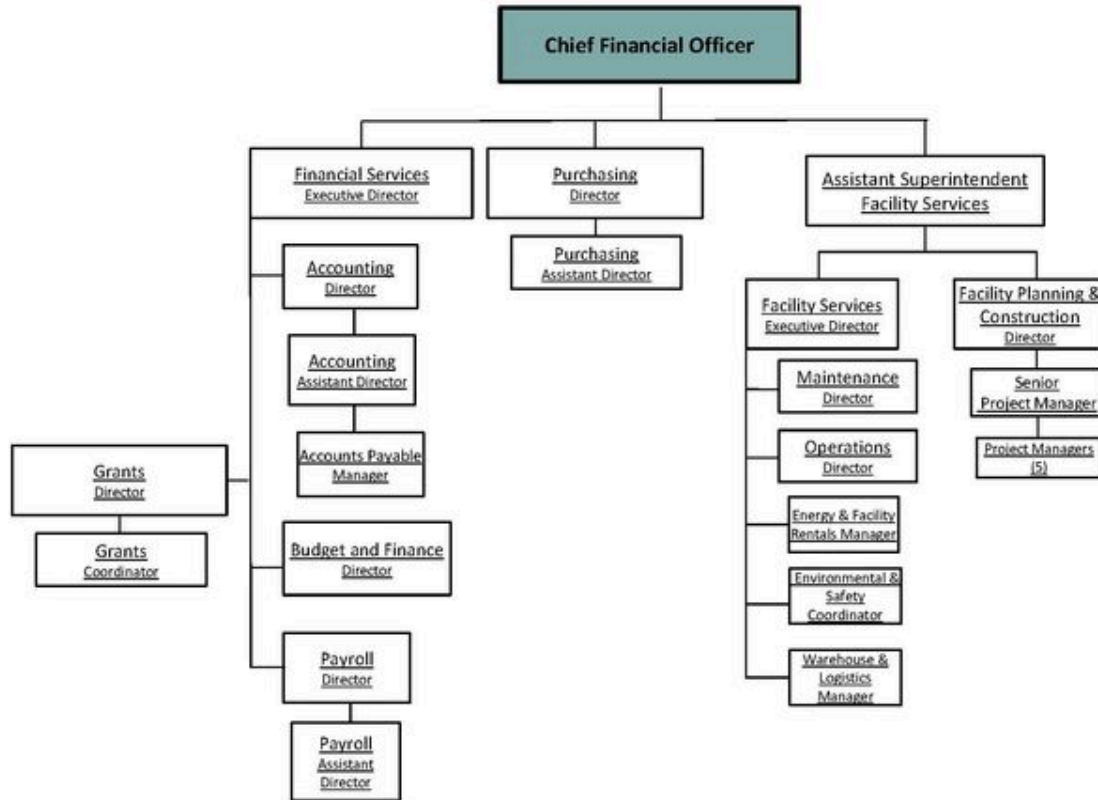 Chief Financial Officer
Financial Services
Executive Director
Accounting
Director
Accounting
Assistant Director
Accounts Payable
Manager
Grants
Director
Grants
Coordinator
Budget and Finance
Director
Payroll
Director
Payroll
Assistant
Director
Purchasing
Director
Purchasing
Assistant Director
Assistant Superintendent
Facility Services
Facility Services
Executive Director
Maintenance
Director
Operations
Director
Energy & Facility
Rentals Manager
Environmental &
Safety
Coordinator
Warehouse &
Logistics
Manager
Facility Planning &
Construction
Director
Senior
Project Manager
Project Managers
(5)